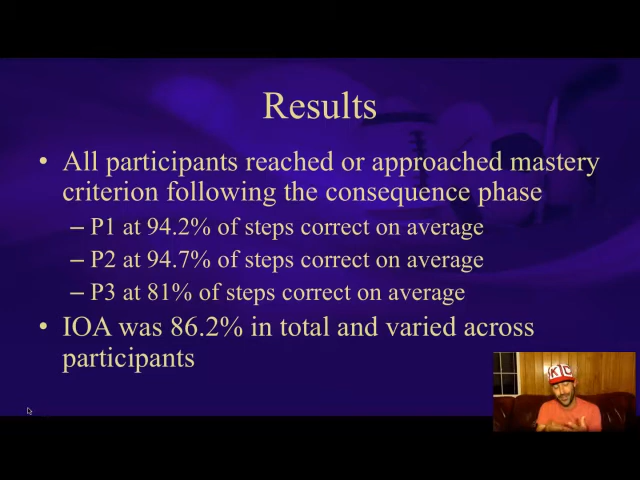 Results
• All participants reached or approached mastery
criterion following the consequence phase
– P1 at 94.2% of steps correct on average
– P2 at 94.7% of steps correct on average
– P3 at 81% of steps correct on average
• IOA was 86.2% in total and varied across
participants